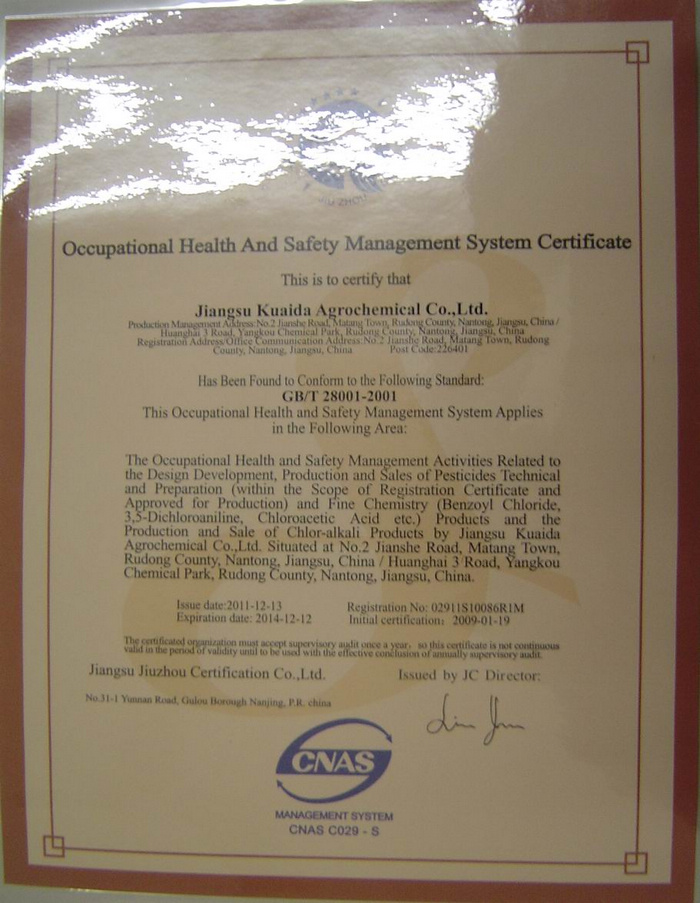 JIU ZHOU
Occupational Health And Safety Management System Certificate
This is to certify that
Jiangsu Kuaida Agrochemical Co.,Ltd.
Production Management Address:No.2 Jianshe Road, Matang Town, Rudong County, Nantong, Jiangsu, China /
Huanghai 3 Road, Yangkou Chemical Park, Rudong County, Nantong, Jiangsu, China
Registration Address/Office Communication Address:No.2 Jianshe Road, Matang Town, Rudong
County, Nantong, Jiangsu, China Post Code:226401
Has Been Found to Conform to the Following Standard:
GB/T 28001-2001
This Occupational Health and Safety Management System Applies
in the Following Area:
The Occupational Health and Safety Management Activities Related to
the Design Development, Production and Sales of Pesticides Technical
and Preparation (within the Scope of Registration Certificate and
Approved for Production) and Fine Chemistry (Benzoyl Chloride,
3,5-Dichloroaniline, Chloroacetic Acid etc.) Products and the
Production and Sale of Chlor-alkali Products by Jiangsu Kuaida
Agrochemical Co.,Ltd. Situated at No.2 Jianshe Road, Matang Town,
Rudong County, Nantong, Jiangsu, China / Huanghai 3 Road, Yangkou
Chemical Park, Rudong County, Nantong, Jiangsu, China.
Issue date:2011-12-13 Registration No: 02911S10086R1M
Expiration date: 2014-12-12 Initial certification: 2009-01-19
The certificated organization must accept supervisory audit once a year, so this certificate is not continuous
valid in the period of validity until to be used with the effective conclusion of annually supervisory audit.
Jiangsu Jiuzhou Certification Co.,Ltd. Issued by JC Director:
No.31-1 Yunnan Road, Gulou Borough Nanjing, P.R. china
CNAS
MANAGEMENT SYSTEM
CNAS C029 - S